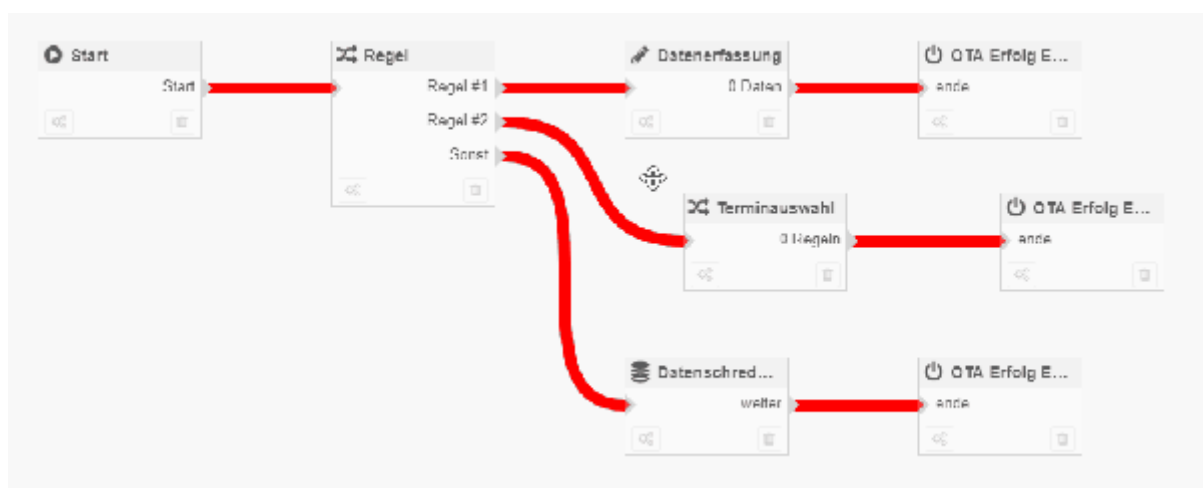 Start
Start
Regel
Regel #1
Regel #2
Sonst
Datenerfassung
0 Daten
OTA Erfolg E...
ende
Terminauswahl
0 Regeln
OTA Erfolg E...
ende
Datenschred...
weiter
OTA Erfolg E...
ende